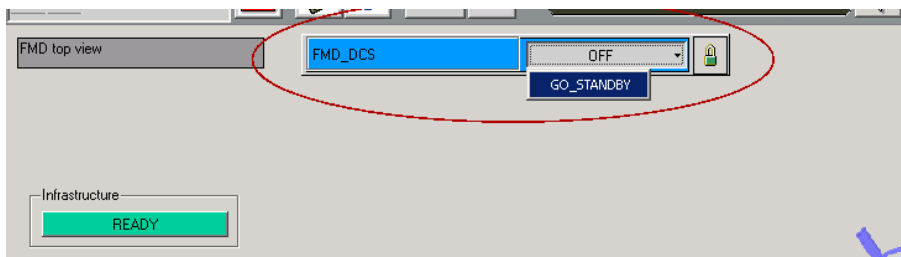 FMD top view
FMD_DCS
OFF
GO_STANDBY
Infrastructure
READY